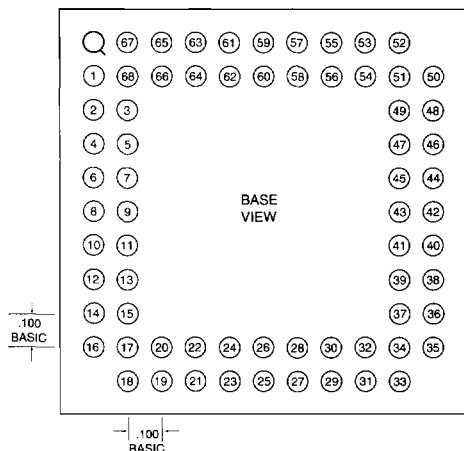 67 65 63 61 59 57 55 53 52
1 68 66 64 62 60 58 56 54 51 50
2 3 49 48
4 5 47 46
6 7 45 44
8 9 BASE VIEW 43 42
10 11 41 40
12 13 39 38
.100 BASIC 14 15 37 36
16 17 20 22 24 26 28 30 32 34 35
18 19 21 23 25 27 29 31 33
.100
BASIC